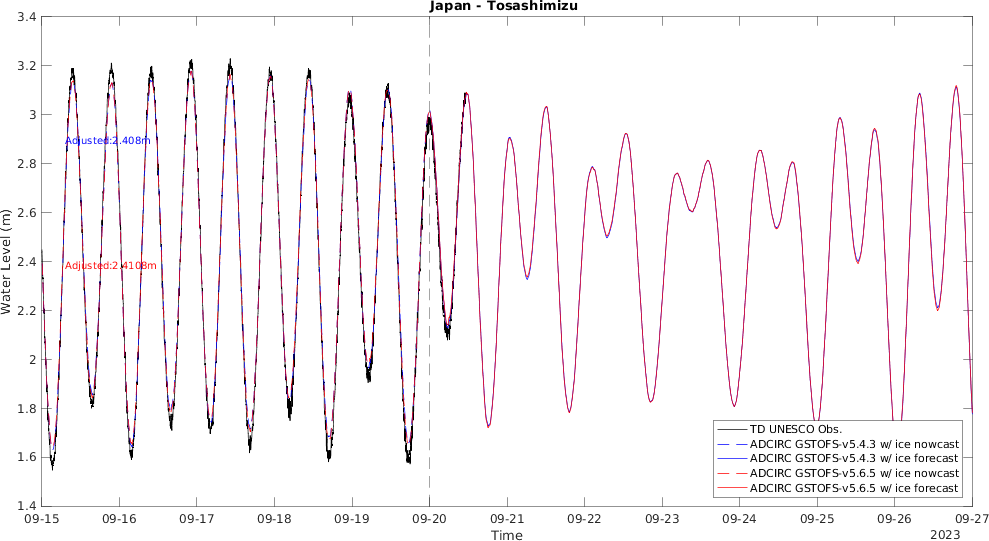 Japan - Tosashimizu
3.4
3.2
3
2.8
2.6
2.4
2.2
2
1.8
1.6
1.4
Water Level (m)
Adjusted:2.408m
Adjusted:2.4108m
TD UNESCO Obs.
ADCIRC GSTOFS-v5.4.3 w/ ice nowcast
ADCIRC GSTOFS-v5.4.3 w/ ice forecast
ADCIRC GSTOFS-v5.6.5 w/ ice nowcast
ADCIRC GSTOFS-v5.6.5 w/ ice forecast
09-15 09-16 09-17 09-18 09-19 09-20 09-21 09-22 09-23 09-24 09-25 09-26 09-27
Time
2023